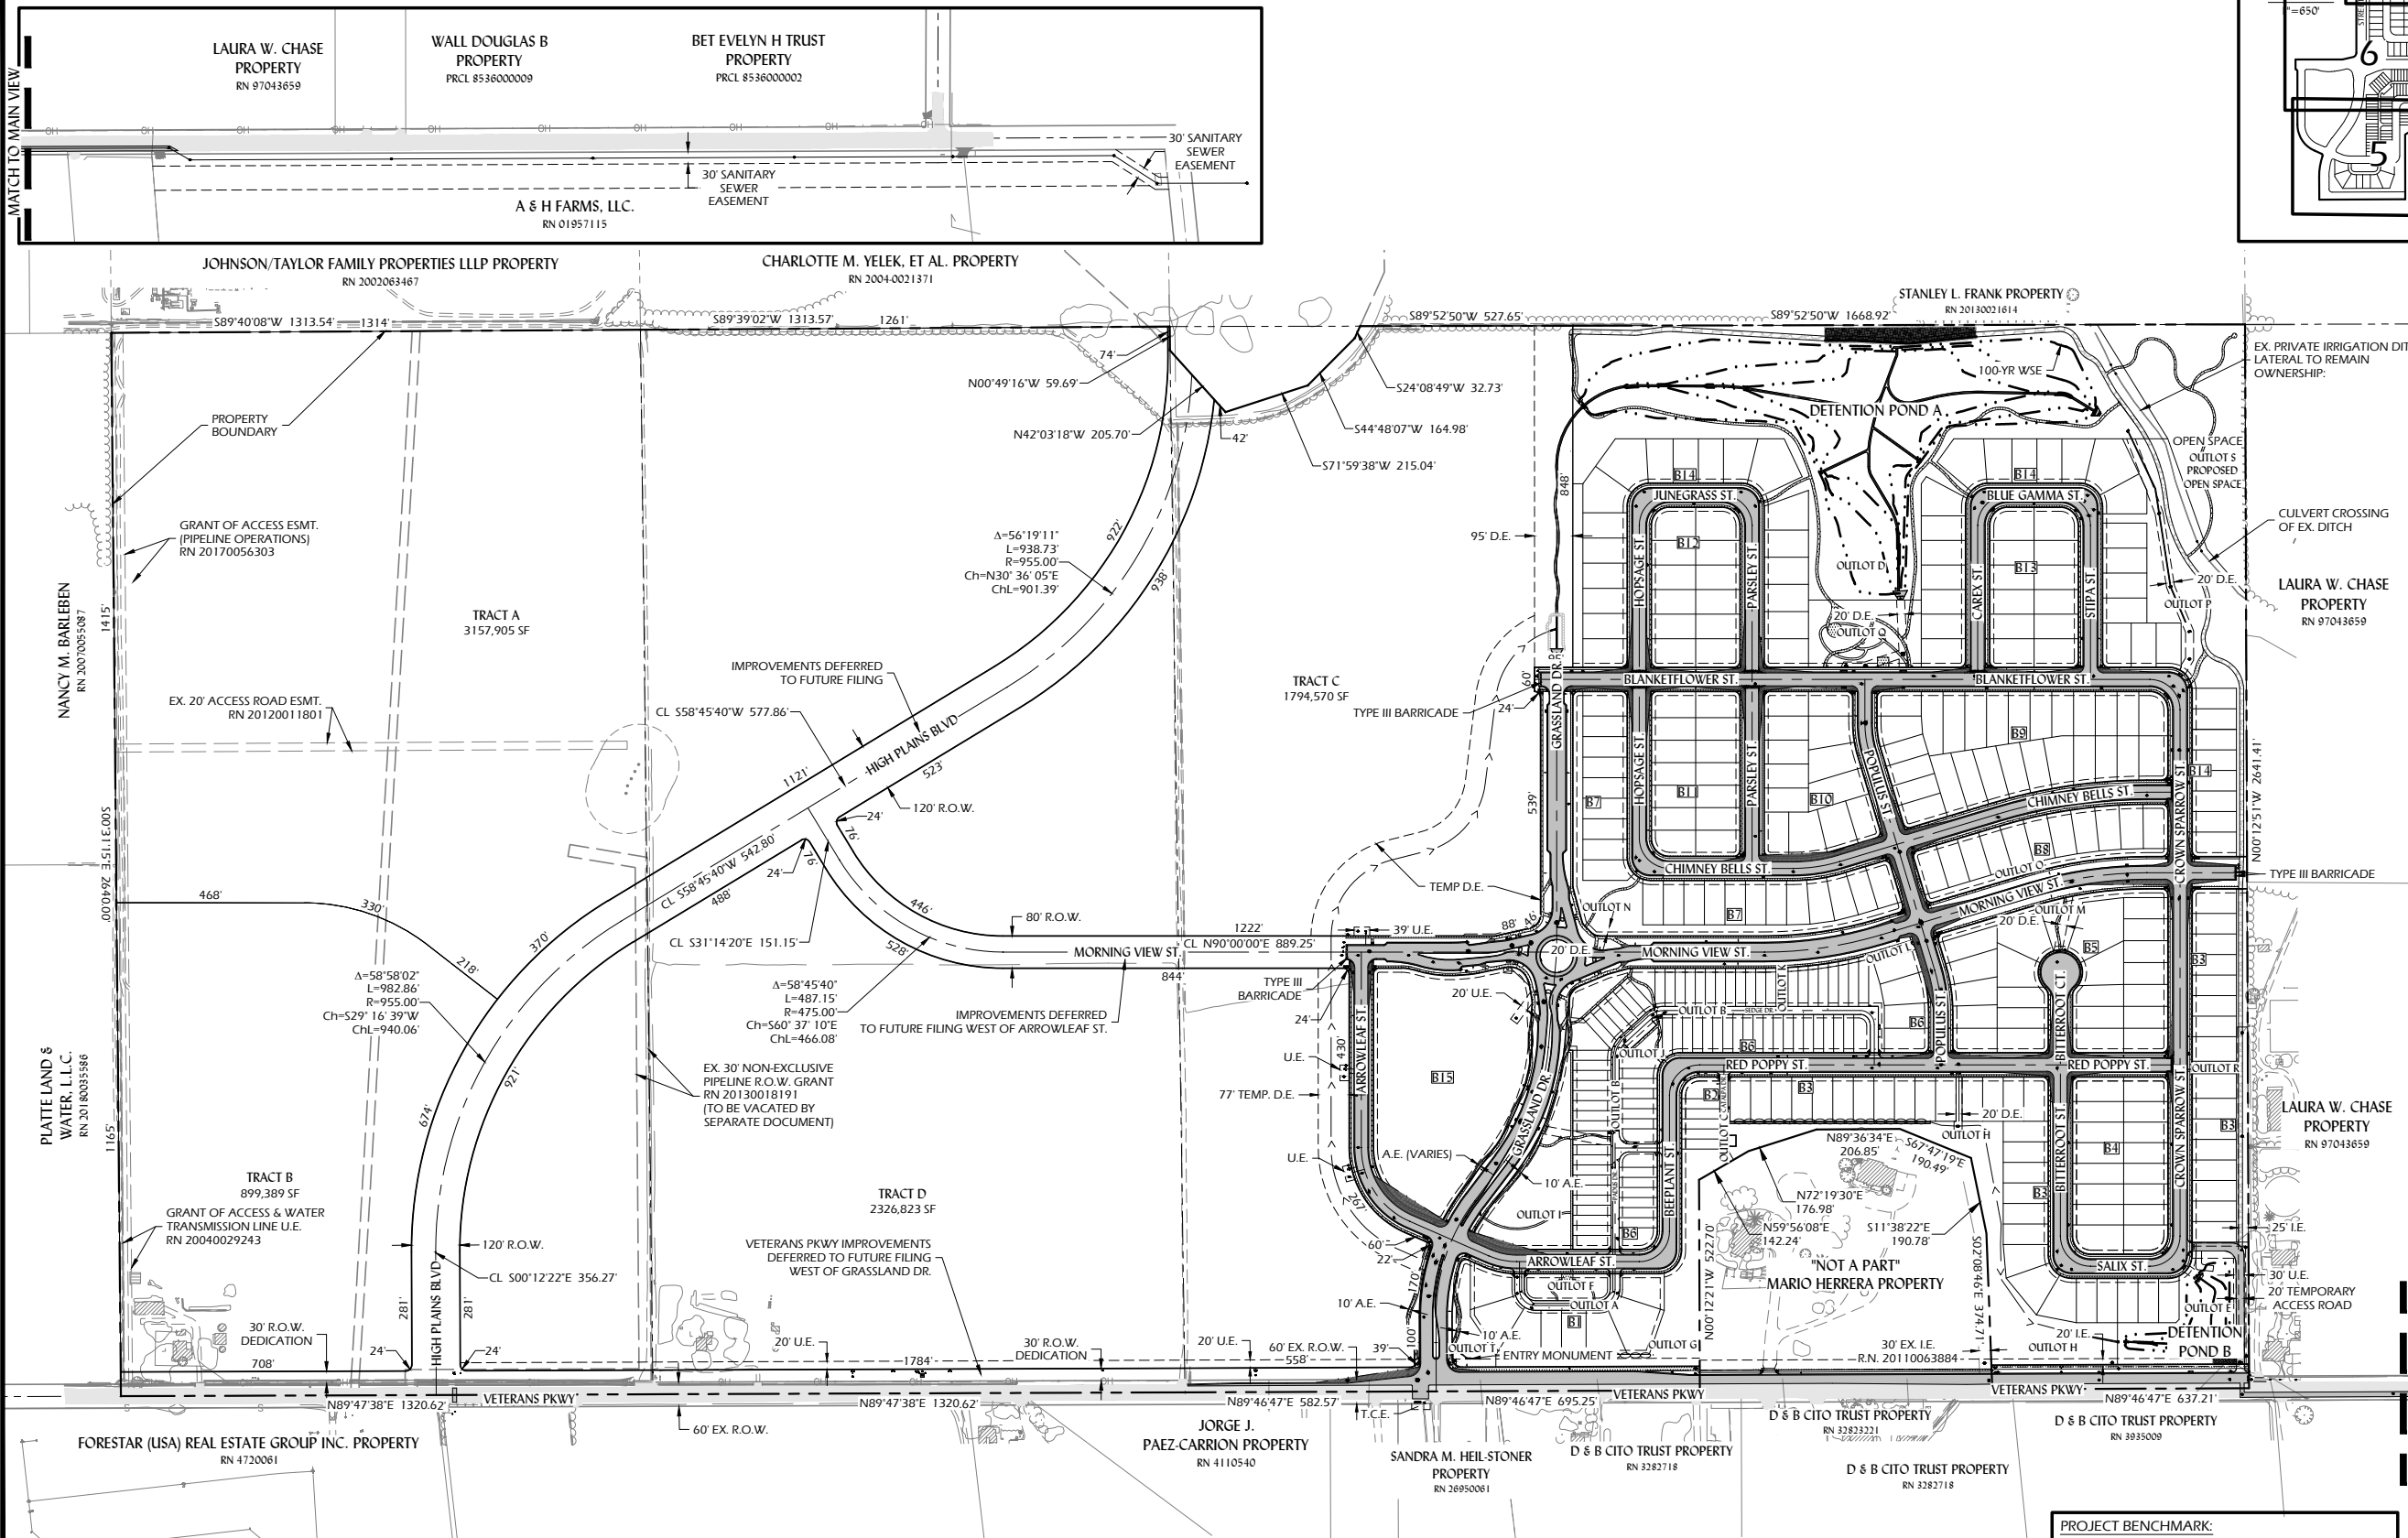 MATCH TO MAIN VIEW
LAURA W. CHASE
PROPERTY
RN 97043659
WALL DOUGLAS B
PROPERTY
PRCL 8536000009
BET EVELYN H TRUST
PROPERTY
PRCL 8536000002
30' SANITARY
SEWER
EASEMENT
30' SANITARY
SEWER
EASEMENT
A & H FARMS, LLC.
RN 01957115
"=650'
6
5
JOHNSON/TAYLOR FAMILY PROPERTIES LLLP PROPERTY
RN 2002063467
CHARLOTTE M. YELEK, ET AL. PROPERTY
RN 2004-0021371
STANLEY L. FRANK PROPERTY
RN 20130021614
S89°40'08"W 1313.54'
1314'
S89°39'02"W 1313.57'
1261'
S89°52'50"W 527.65'
S89°52'50"W 1668.92'
74'
N00°49'16"W 59.69'
N42°03'18"W 205.70'
42'
S24°08'49"W 32.73'
S44°48'07"W 164.98'
S71°59'38"W 215.04'
100-YR WSE
DETENTION POND A
EX. PRIVATE IRRIGATION DIT
LATERAL TO REMAIN
OWNERSHIP:
PROPERTY
BOUNDARY
GRANT OF ACCESS ESMT.
(PIPELINE OPERATIONS)
RN 20170056303
OPEN SPACE
OUTLOT S
PROPOSED
OPEN SPACE
CULVERT CROSSING
OF EX. DITCH
848'
95' D.E.
B14
JUNEGRASS ST.
B14
BLUE GAMMA ST.
B12
B13
HOPSAGE ST.
PARSLEY ST.
CAREX ST.
STIPA ST.
OUTLOT D
20' D.E.
OUTLOT Q
20' D.E.
OUTLOT P
LAURA W. CHASE
PROPERTY
RN 97043659
Δ=56°19'11"
L=938.73'
R=955.00'
Ch=N30° 36' 05"E
ChL=901.39'
922'
938'
NANCY M. BARLEBEN
RN 20070055087
1415'
TRACT A
3157,905 SF
IMPROVEMENTS DEFERRED
TO FUTURE FILING
EX. 20' ACCESS ROAD ESMT.
RN 20120011801
CL S58°45'40"W 577.86'
HIGH PLAINS BLVD
1121'
523'
120' R.O.W.
TRACT C
1794,570 SF
TYPE III BARRICADE
60'
24'
GRASSLAND DR.
BLANKETFLOWER ST.
BLANKETFLOWER ST.
539'
B7
HOPSAGE ST.
B11
PARSLEY ST.
B10
POPULUS ST.
B9
CHIMNEY BELLS ST.
CROWN SPARROW ST.
B14
N00°12'51"W 2641.41'
S00°31'15"E 2640.00'
24'
76'
CL S58°45'40"W 542.80'
24'
76'
488'
CHIMNEY BELLS ST.
B8
OUTLOT O
TYPE III BARRICADE
TEMP D.E.
468'
330'
218'
370'
446'
528'
CL S31°14'20"E 151.15'
80' R.O.W.
1222'
39' U.E.
88'
46'
OUTLOT N
B7
MORNING VIEW ST.
20' D.E.
OUTLOT M
MORNING VIEW ST.
CL N90°00'00"E 889.25'
844'
20' D.E.
MORNING VIEW ST.
OUTLOT L
B5
B3
Δ=58°58'02"
L=982.86'
R=955.00'
Ch=S29° 16' 39"W
ChL=940.06'
Δ=58°45'40"
L=487.15'
R=475.00'
Ch=S60° 37' 10"E
ChL=466.08'
IMPROVEMENTS DEFERRED
TO FUTURE FILING WEST OF ARROWLEAF ST.
TYPE III
BARRICADE
24'
20' U.E.
OUTLOT K
OUTLOT B
SEDGE DR.
B6
POPULUS ST.
BITTERROOT CT.
PLATTE LAND &
WATER, L.L.C.
RN 20180035586
1165'
674'
921'
EX. 30' NON-EXCLUSIVE
PIPELINE R.O.W. GRANT
RN 20130018191
(TO BE VACATED BY
SEPARATE DOCUMENT)
U.E.
430'
77' TEMP. D.E.
ARROWLEAF ST.
B15
OUTLOT J
B6
RED POPPY ST.
RED POPPY ST.
OUTLOT R
B2
B3
OUTLOT B
OUTLOT C
20' D.E.
OUTLOT H
LAURA W. CHASE
PROPERTY
RN 97043659
B3
B4
U.E.
A.E. (VARIES)
GRASSLAND DR.
10' A.E.
267'
BEEPLANT ST.
N89°36'34"E
206.85'
S67°47'19"E
190.49'
N72°19'30"E
176.98'
N59°56'08"E
142.24'
S11°38'22"E
190.78'
"NOT A PART"
MARIO HERRERA PROPERTY
BITTERROOT ST.
B3
CROWN SPARROW ST.
TRACT B
899,389 SF
GRANT OF ACCESS & WATER
TRANSMISSION LINE U.E.
RN 20040029243
TRACT D
2326,823 SF
VETERANS PKWY IMPROVEMENTS
DEFERRED TO FUTURE FILING
WEST OF GRASSLAND DR.
120' R.O.W.
CL S00°12'22"E 356.27'
OUTLOT I
B6
60'
22'
ARROWLEAF ST.
OUTLOT F
OUTLOT A
B1
N00°12'21"W 522.70'
S02°08'46"E 374.71'
SALIX ST.
25' I.E.
30' U.E.
20' TEMPORARY
ACCESS ROAD
OUTLOT E
281'
HIGH PLAINS BLVD
281'
170'
10' A.E.
100'
10' A.E.
39'
OUTLOT T
ENTRY MONUMENT
OUTLOT G
30' EX. I.E.
R.N. 20110063884
20' I.E.
OUTLOT H
DETENTION
POND B
30' R.O.W.
DEDICATION
24'
24'
708'
20' U.E.
1784'
30' R.O.W.
DEDICATION
20' U.E.
60' EX. R.O.W.
558'
N89°47'38"E 1320.62'
VETERANS PKWY
N89°47'38"E 1320.62'
N89°46'47"E 582.57'
T.C.E.
N89°46'47"E 695.25'
VETERANS PKWY
VETERANS PKWY
N89°46'47"E 637.21'
60' EX. R.O.W.
FORESTAR (USA) REAL ESTATE GROUP INC. PROPERTY
RN 4720061
JORGE J.
PAEZ-CARRION PROPERTY
RN 4110540
SANDRA M. HEIL-STONER
PROPERTY
RN 26950061
D & B CITO TRUST PROPERTY
RN 3282718
D & B CITO TRUST PROPERTY
RN 32823221
D & B CITO TRUST PROPERTY
RN 3282718
D & B CITO TRUST PROPERTY
RN 3935009
PROJECT BENCHMARK: